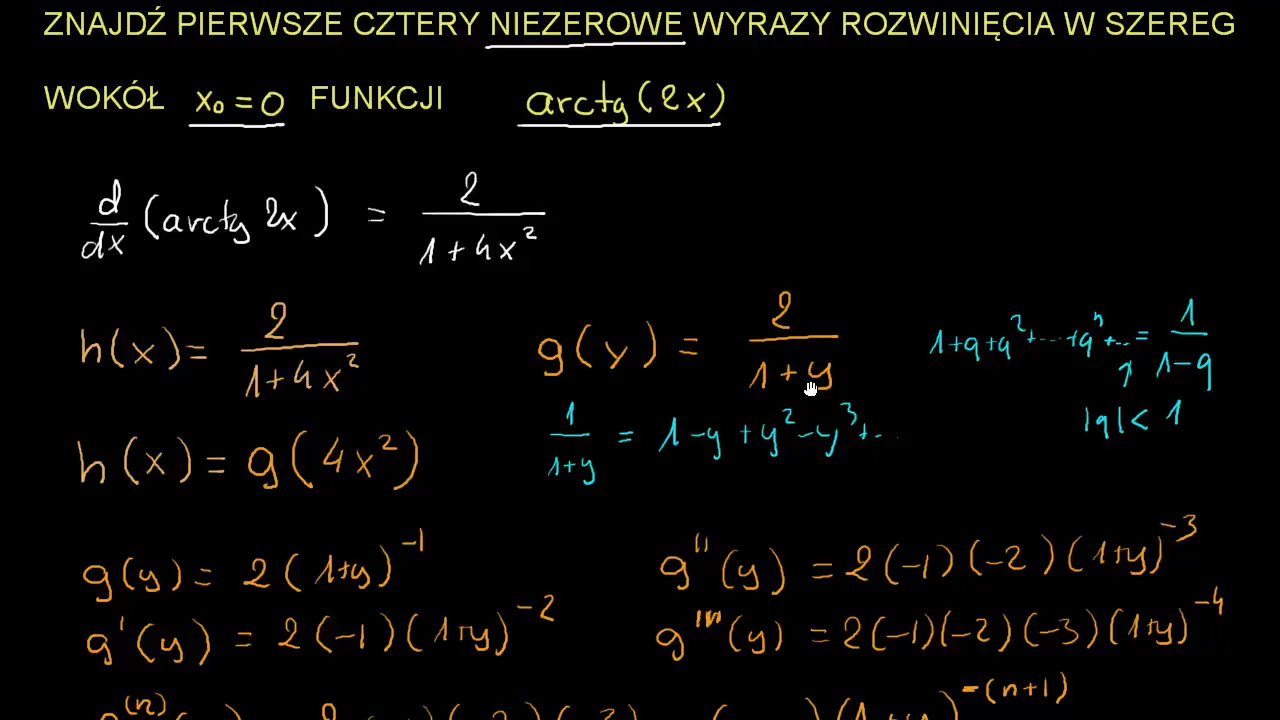 ZNAJDŹ PIERWSZE CZTERY NIEZEROWE WYRAZY ROZWINIĘCIA W SZEREG
WOKÓŁ x₀ = 0 FUNKCJI arctg(2x)
d/dx (arctg 2x) = 2/(1+4x²)
h(x) = 2/(1+4x²)
g(y) = 2/(1+y)
1+q+q²+...+qⁿ+... = 1/(1-q)
↑
|q| < 1
1/(1+y) = 1-y+y²-y³+...
h(x) = g(4x²)
g(y) = 2(1+y)⁻¹
g''(y) = 2(-1)(-2)(1+y)⁻³
g'(y) = 2(-1)(1+y)⁻²
g'''(y) = 2(-1)(-2)(-3)(1+y)⁻⁴